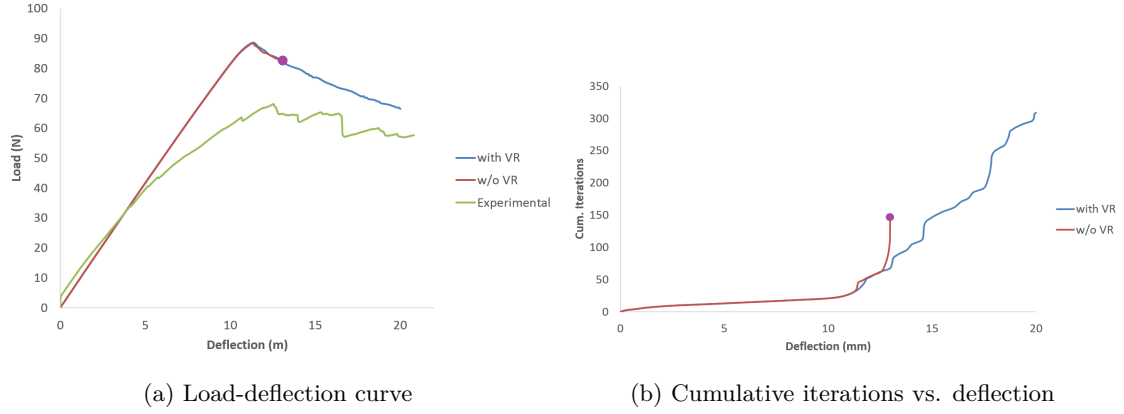 100
90
80
70
60
50
40
30
20
10
0
Load (N)
0 5 10 15 20
Deflection (m)
with VR
w/o VR
Experimental
(a) Load-deflection curve
350
300
250
200
150
100
50
0
Cum. Iterations
0 5 10 15 20
Deflection (mm)
with VR
w/o VR
(b) Cumulative iterations vs. deflection